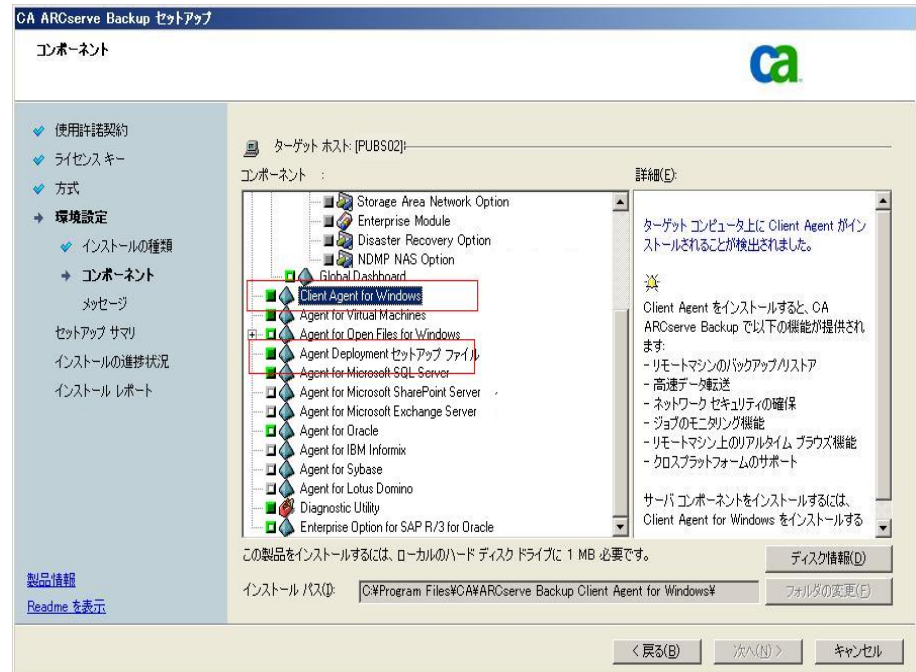 CA ARCserve Backup セットアップ
コンポーネント
ca
使用許諾契約
ライセンス キー
方式
環境設定
インストールの種類
コンポーネント
メッセージ
セットアップ サマリ
インストールの進捗状況
インストール レポート
製品情報
Readme を表示
ターゲット ホスト: [PUBS02]:
コンポーネント :
Storage Area Network Option
Enterprise Module
Disaster Recovery Option
NDMP NAS Option
Global Dashboard
Client Agent for Windows
Agent for Virtual Machines
Agent for Open Files for Windows
Agent Deployment セットアップ ファイル
Agent for Microsoft SQL Server
Agent for Microsoft SharePoint Server
Agent for Microsoft Exchange Server
Agent for Oracle
Agent for IBM Informix
Agent for Sybase
Agent for Lotus Domino
Diagnostic Utility
Enterprise Option for SAP R/3 for Oracle
詳細(E):
ターゲット コンピュータ上に Client Agent がイン
ストールされることが検出されました。
Client Agent をインストールすると、CA
ARCserve Backup で以下の機能が提供され
ます:
- リモートマシンのバックアップ/リストア
- 高速データ転送
- ネットワーク セキュリティの確保
- ジョブのモニタリング機能
- リモートマシン上のリアルタイム ブラウズ機能
- クロスプラットフォームのサポート
サーバ コンポーネントをインストールするには、
Client Agent for Windows をインストールする
この製品をインストールするには、ローカルのハード ディスク ドライブに 1 MB 必要です。
ディスク情報(D)
インストール パス(I):
C:¥Program Files¥CA¥ARCserve Backup Client Agent for Windows¥
フォルダの変更(F)
< 戻る(B)
次へ(N) >
キャンセル